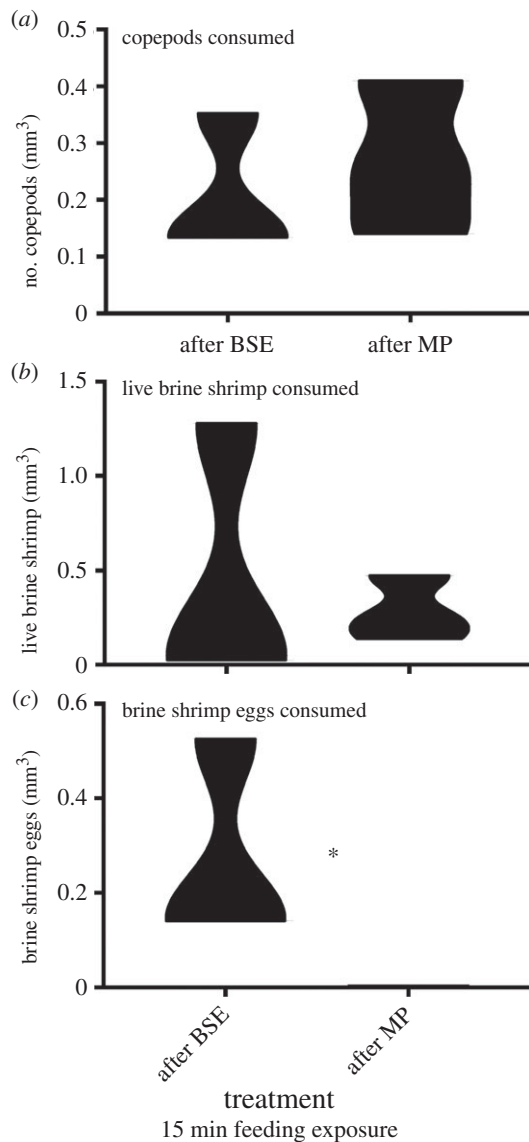 (a)
0.5 copepods consumed
0.4
0.3
0.2
0.1
0
no. copepods (mm³)
after BSE after MP
(b)
1.5 live brine shrimp consumed
1.0
0.5
0
live brine shrimp (mm³)
(c)
0.6 brine shrimp eggs consumed
0.4
*
0.2
0
brine shrimp eggs (mm³)
after BSE after MP
treatment
15 min feeding exposure